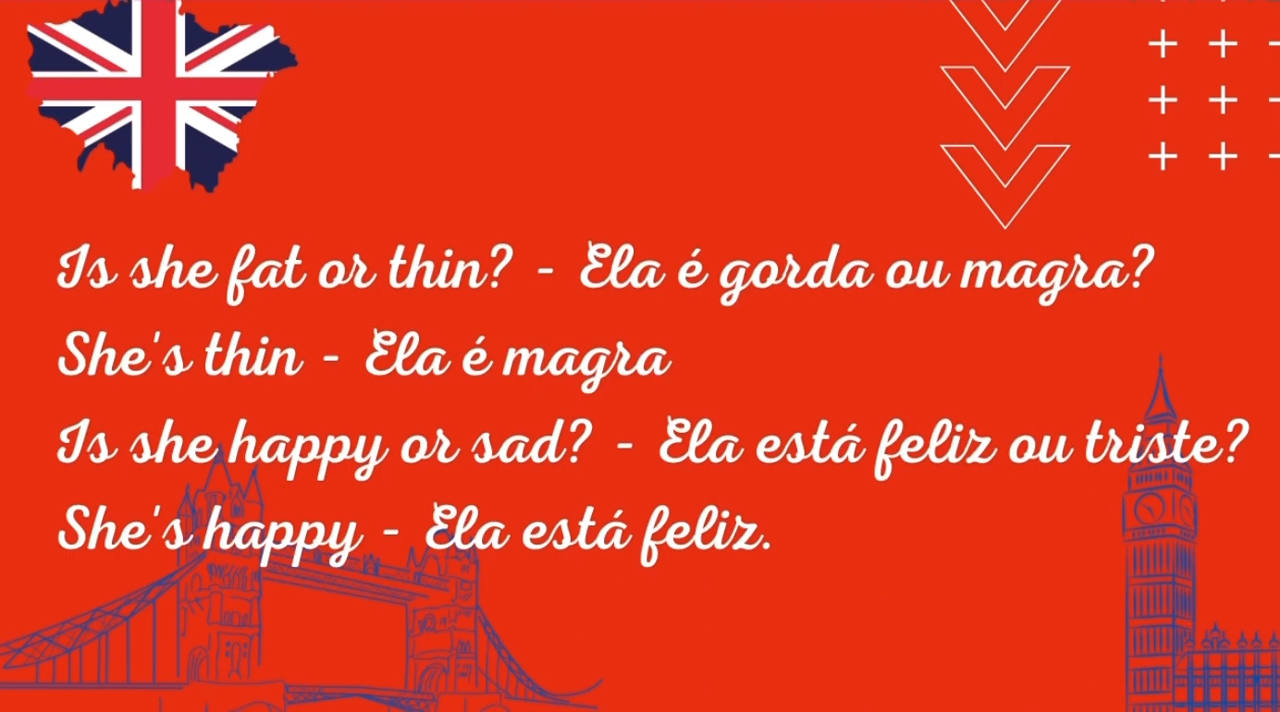 Is she fat or thin? - Ela é gorda ou magra?
She's thin - Ela é magra
Is she happy or sad? - Ela está feliz ou triste?
She's happy - Ela está feliz.